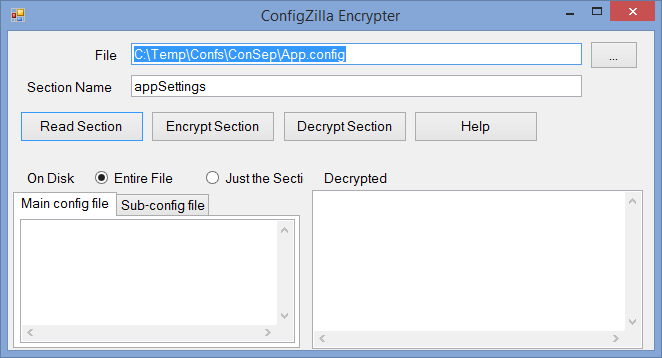 ConfigZilla Encrypter
File C:\Temp\Confs\ConSep\App.config ...
Section Name appSettings
Read Section Encrypt Section Decrypt Section Help
On Disk Entire File Just the Secti Decrypted
Main config file Sub-config file